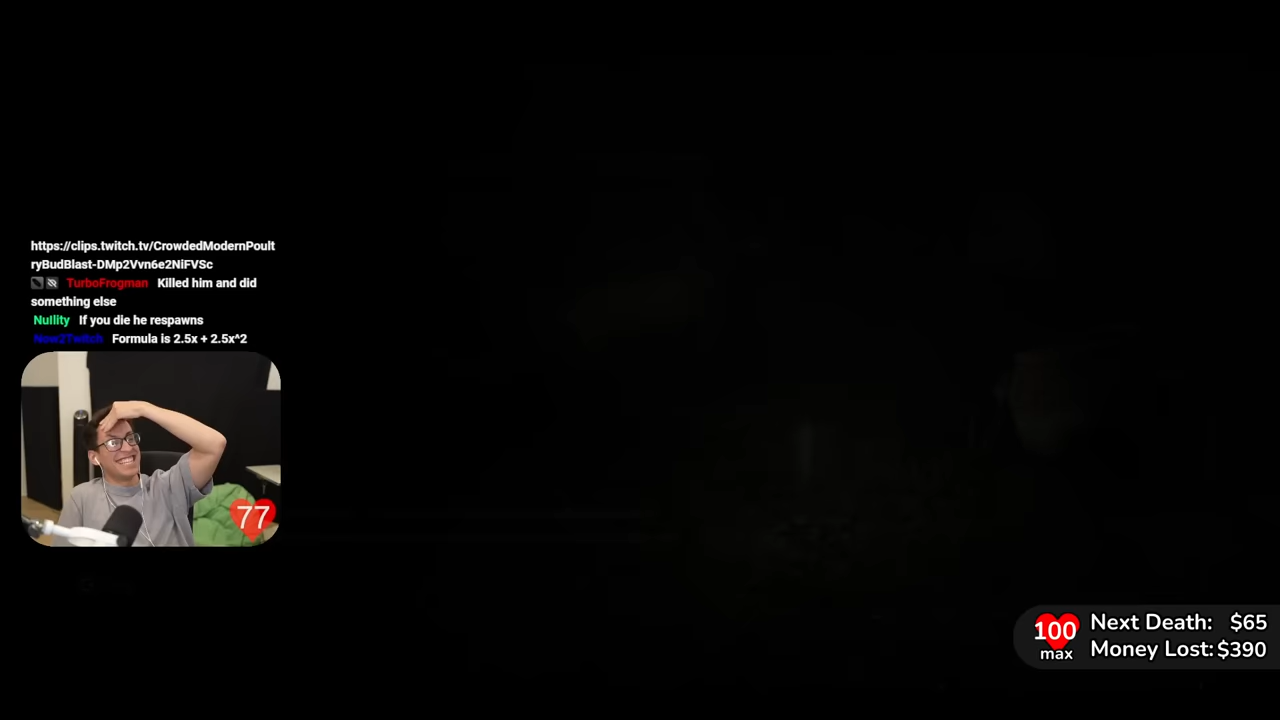 https://clips.twitch.tv/CrowdedModernPoult
ryBudBlast-DMp2Vvn6e2NiFVSc
TurboFrogman Killed him and did
something else
Nullity If you die he respawns
Now2Twitch Formula is 2.5x + 2.5x^2
77
100 max
Next Death: $65
Money Lost: $390